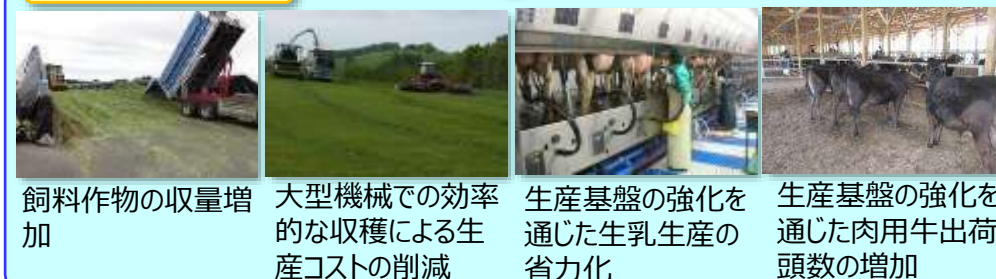 飼料作物の収量増
加
大型機械での効率
的な収穫による生
産コストの削減
生産基盤の強化を
通じた生乳生産の
省力化
生産基盤の強化を
通じた肉用牛出荷
頭数の増加